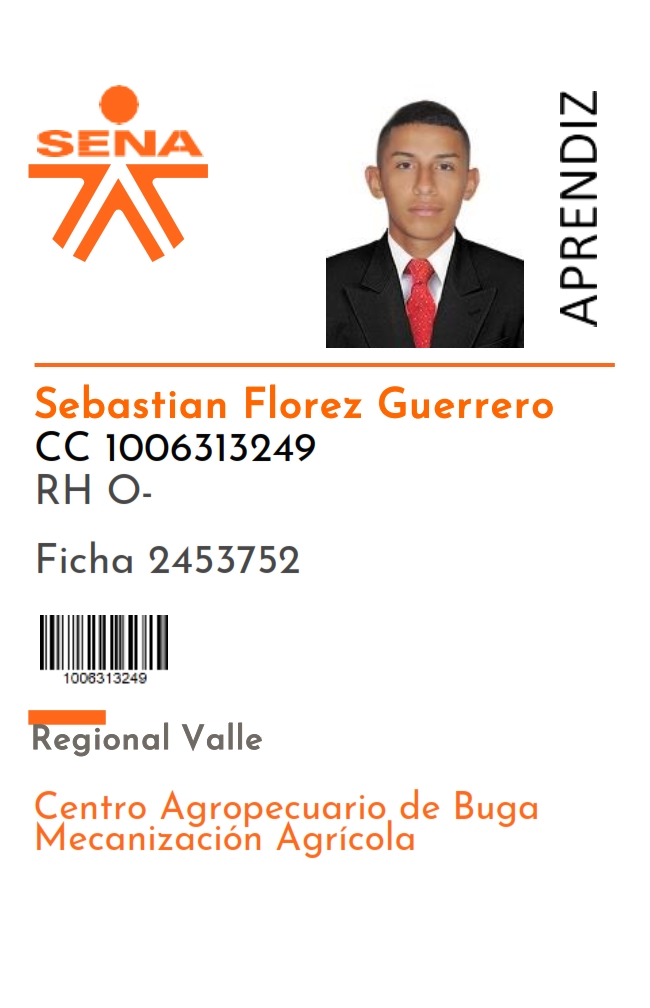 SENA
APRENDIZ
Sebastian Florez Guerrero
CC 1006313249
RH O-
Ficha 2453752
1006313249
Regional Valle
Centro Agropecuario de Buga
Mecanización Agrícola